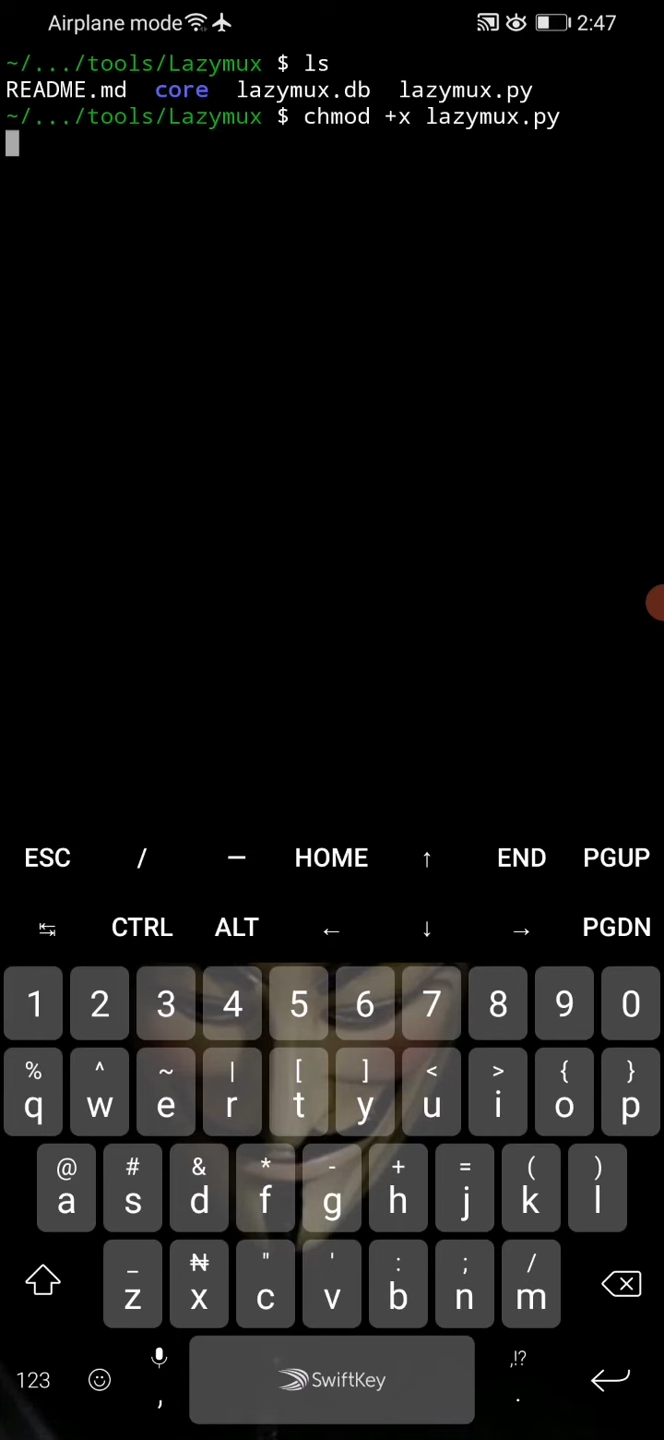 Airplane mode 2:47
~/.../tools/Lazymux $ ls
README.md core lazymux.db lazymux.py
~/.../tools/Lazymux $ chmod +x lazymux.py
ESC / — HOME ↑ END PGUP
↹ CTRL ALT ← ↓ → PGDN
1 2 3 4 5 6 7 8 9 0
% ^ ~ | [ ] < > { }
q w e r t y u i o p
@ # & * - + = ( )
a s d f g h j k l
_ ₦ " ' : ; /
z x c v b n m
,!?
123 , SwiftKey .